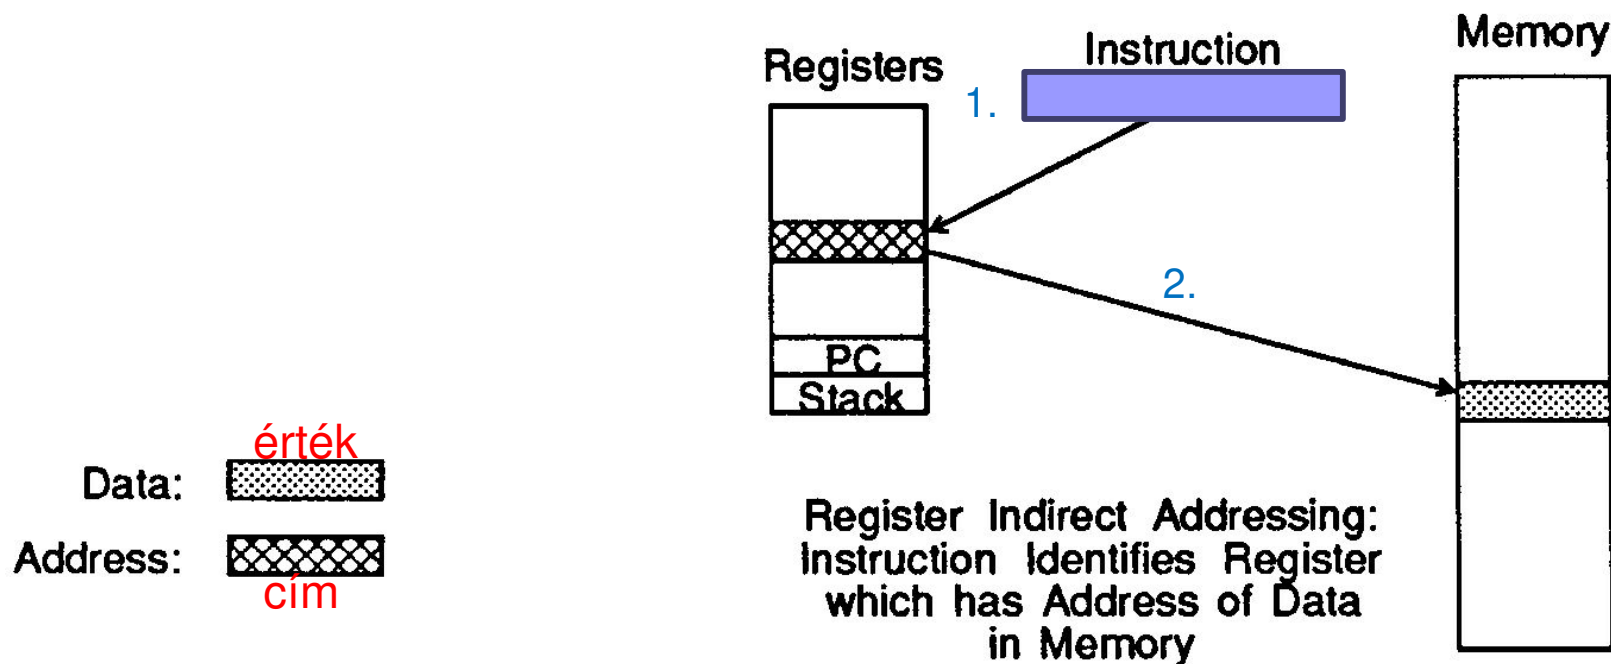 Registers
Instruction
Memory
1.
2.
PC
Stack
érték
Data:
Address:
cím
Register Indirect Addressing:
Instruction Identifies Register
which has Address of Data
in Memory